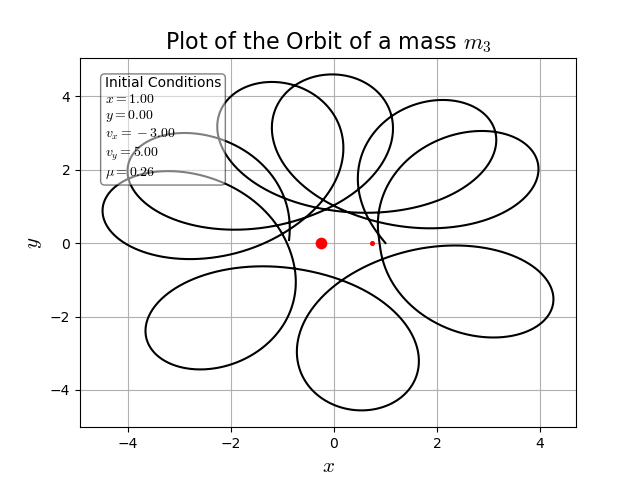 Plot of the Orbit of a mass m₃
Initial Conditions
x = 1.00
y = 0.00
vₓ = −3.00
v_y = 5.00
μ = 0.26
4
2
0
−2
−4
y
−4 −2 0 2 4
x